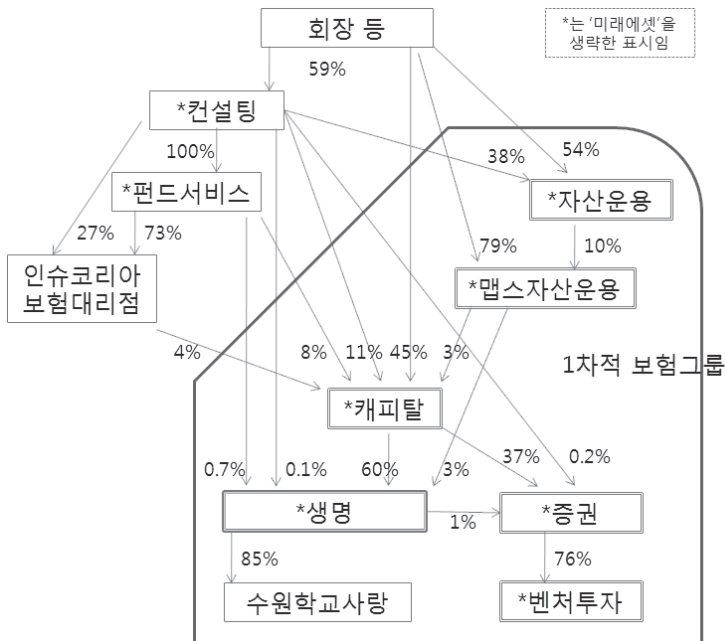 회장 등
*는 ‘미래에셋’을
생략한 표시임
59%
*컨설팅
100%
38%
54%
*펀드서비스
*자산운용
27%
73%
79%
10%
인슈코리아
보험대리점
*맵스자산운용
4%
8%
11%
45%
3%
1차적 보험그룹
*캐피탈
0.7%
0.1%
60%
3%
37%
0.2%
*생명
1%
*증권
85%
76%
수원학교사랑
*벤처투자